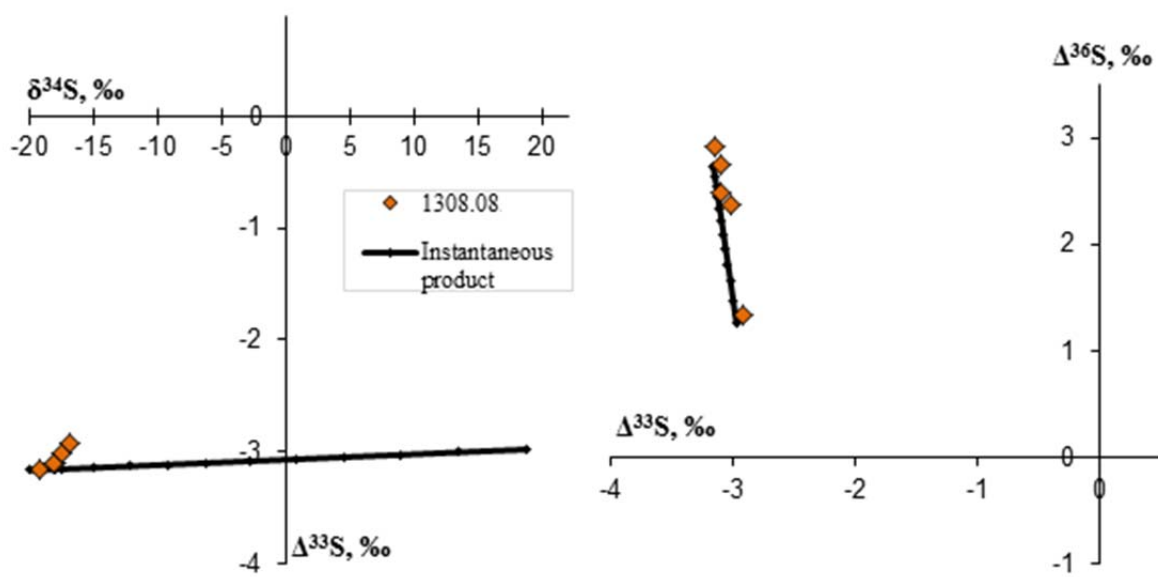 δ³⁴S, ‰
0
-20 -15 -10 -5 0 5 10 15 20
1308.08
-1
Instantaneous
product
-2
-3
Δ³³S, ‰
-4
Δ³⁶S, ‰
3
2
1
Δ³³S, ‰
0
-4 -3 -2 -1 0
-1